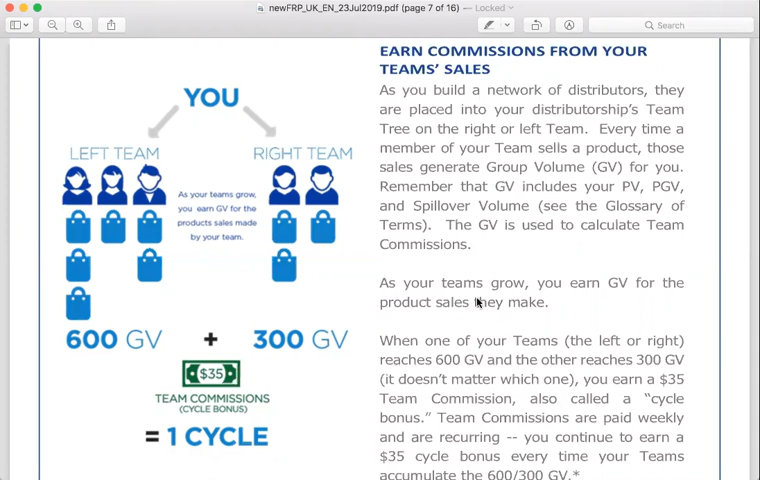 newFRP_UK_EN_23Jul2019.pdf (page 7 of 16) — Locked
Search
YOU
LEFT TEAM
RIGHT TEAM
As your teams grow,
you earn GV for the
products sales made
by your team.
600 GV + 300 GV
$35
TEAM COMMISSIONS
(CYCLE BONUS)
= 1 CYCLE
EARN COMMISSIONS FROM YOUR
TEAMS’ SALES
As you build a network of distributors, they
are placed into your distributorship’s Team
Tree on the right or left Team. Every time a
member of your Team sells a product, those
sales generate Group Volume (GV) for you.
Remember that GV includes your PV, PGV,
and Spillover Volume (see the Glossary of
Terms). The GV is used to calculate Team
Commissions.
As your teams grow, you earn GV for the
product sales they make.
When one of your Teams (the left or right)
reaches 600 GV and the other reaches 300 GV
(it doesn’t matter which one), you earn a $35
Team Commission, also called a “cycle
bonus.” Team Commissions are paid weekly
and are recurring -- you continue to earn a
$35 cycle bonus every time your Teams
accumulate the 600/300 GV.*